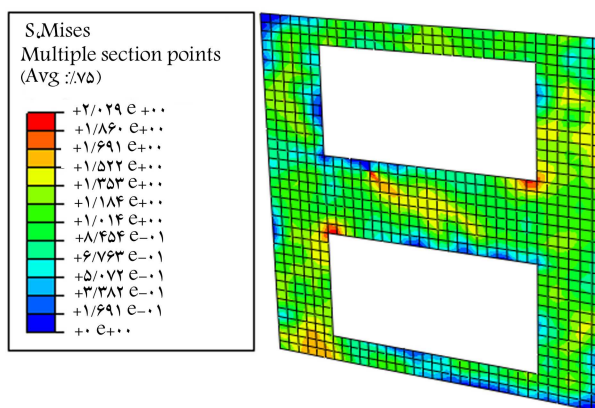 S،Mises
Multiple section points
(Avg :٪۷۵)
+۲/۰۲۹ e +۰۰
+۱/۸۶۰ e+۰۰
+۱/۶۹۱ e+۰۰
+۱/۵۲۲ e+۰۰
+۱/۳۵۳ e+۰۰
+۱/۱۸۴ e+۰۰
+۱/۰۱۴ e+۰۰
+۸/۴۵۴ e-۰۱
+۶/۷۶۳ e-۰۱
+۵/۰۷۲ e-۰۱
+۳/۳۸۲ e-۰۱
+۱/۶۹۱ e-۰۱
+۰ e+۰۰